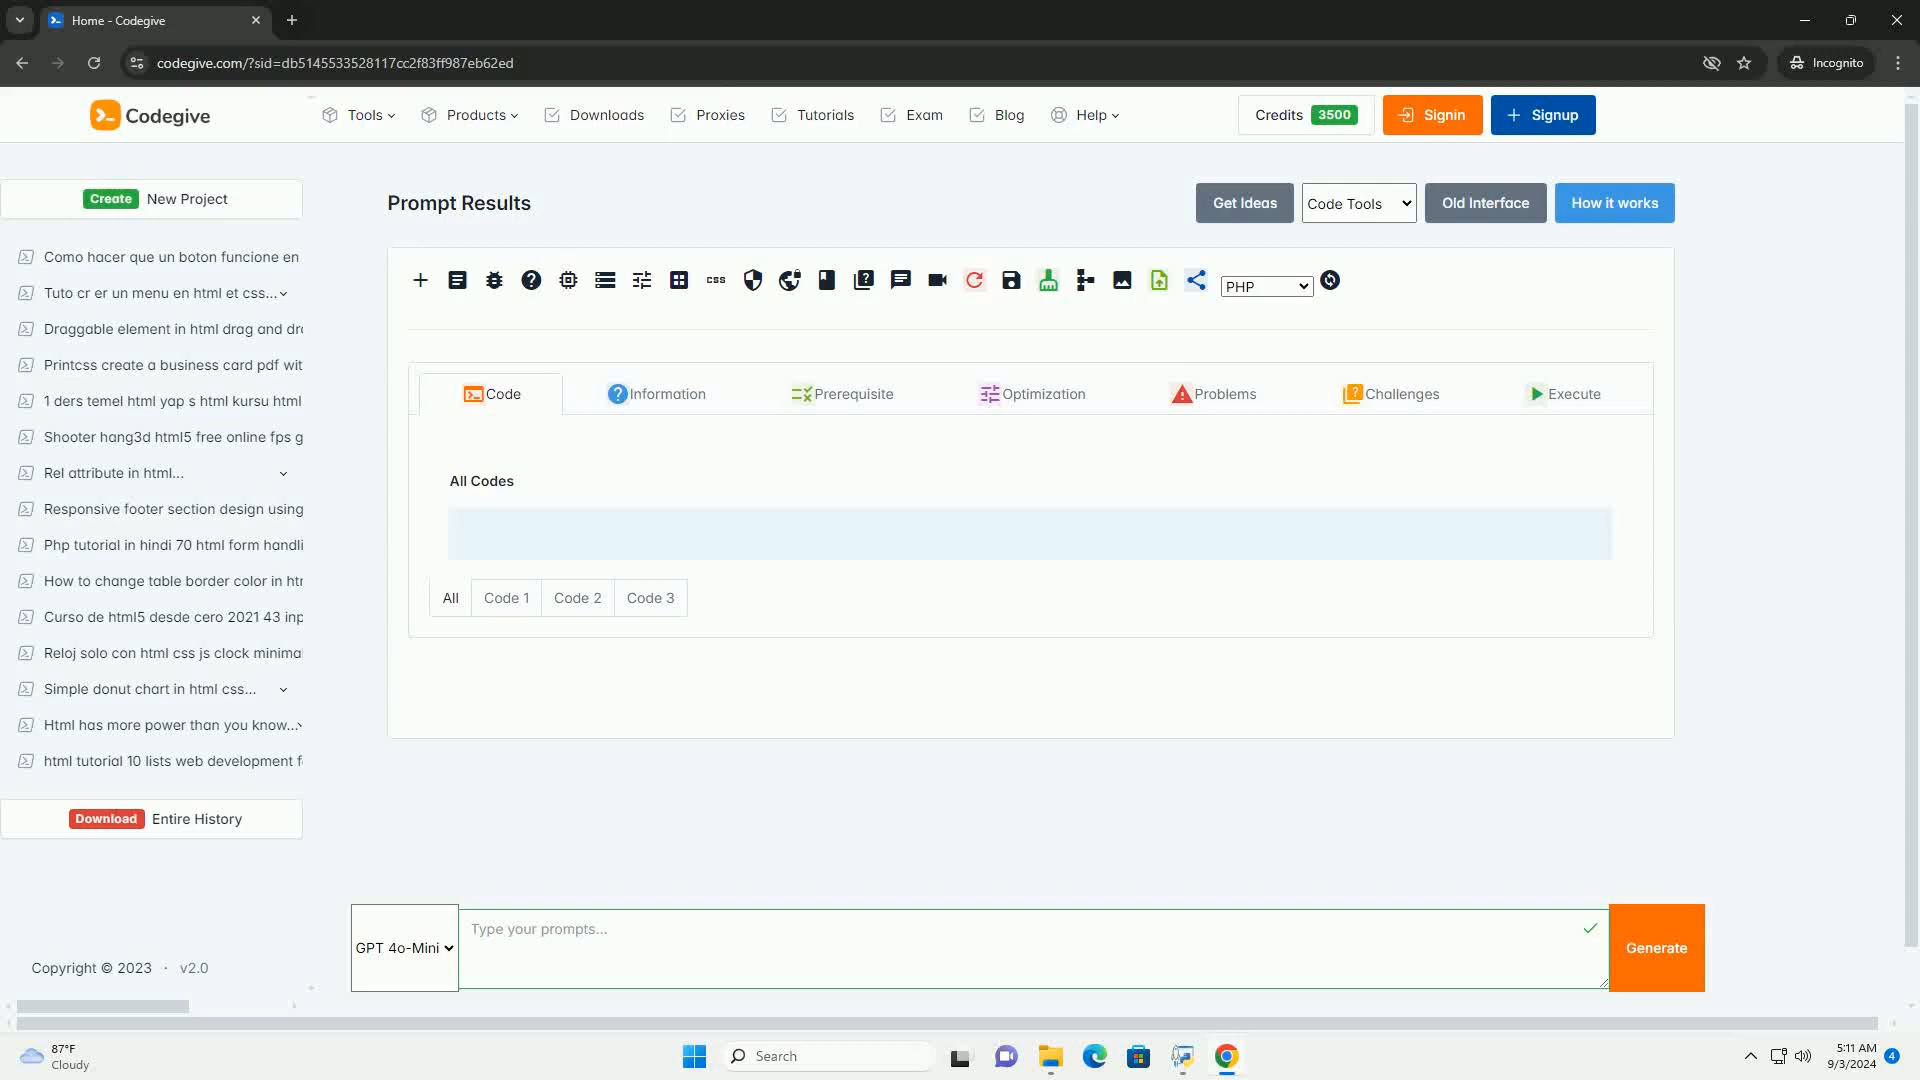 Home - Codegive
codegive.com/?sid=db5145533528117cc2f83ff987eb62ed
Incognito
Codegive
Tools
Products
Downloads
Proxies
Tutorials
Exam
Blog
Help
Credits 3500
Signin
Signup
Create New Project
Prompt Results
Get Ideas
Code Tools
Old Interface
How it works
Como hacer que un boton funcione en
Tuto cr er un menu en html et css...
Draggable element in html drag and dr
Printcss create a business card pdf wit
1 ders temel html yap s html kursu html
Shooter hang3d html5 free online fps g
Rel attribute in html...
Responsive footer section design using
Php tutorial in hindi 70 html form handli
How to change table border color in htr
Curso de html5 desde cero 2021 43 inp
Reloj solo con html css js clock minima
Simple donut chart in html css...
Html has more power than you know...
html tutorial 10 lists web development f
Download Entire History
css
PHP
Code
Information
Prerequisite
Optimization
Problems
Challenges
Execute
All Codes
All
Code 1
Code 2
Code 3
GPT 4o-Mini
Type your prompts...
Generate
Copyright © 2023 · v2.0
87°F
Cloudy
Search
5:11 AM
9/3/2024
4